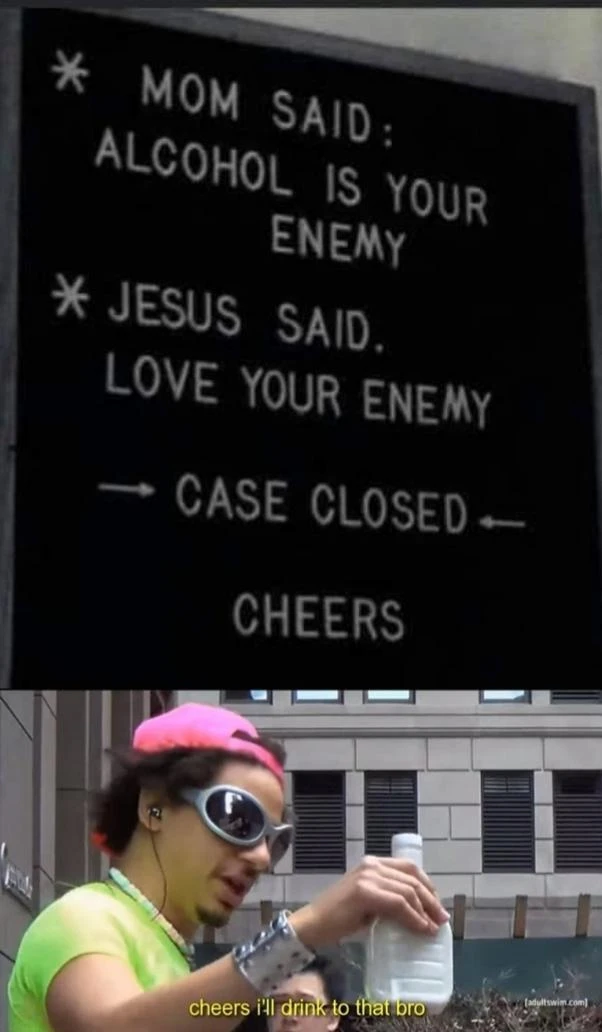 * MOM SAID:
ALCOHOL IS YOUR
ENEMY
* JESUS SAID.
LOVE YOUR ENEMY
→ CASE CLOSED ←
CHEERS
cheers i'll drink to that bro
[adultswim.com]